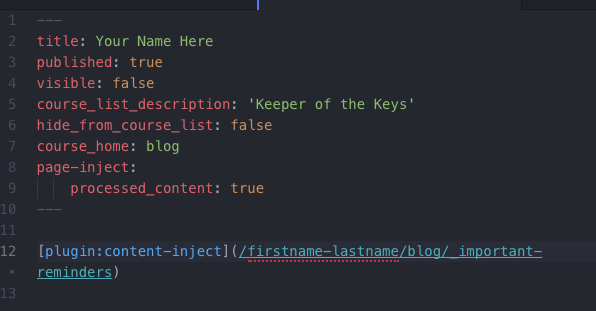 1 ---
2 title: Your Name Here
3 published: true
4 visible: false
5 course_list_description: 'Keeper of the Keys'
6 hide_from_course_list: false
7 course_home: blog
8 page-inject:
9     processed_content: true
10 ---
11
12 [plugin:content-inject](/firstname-lastname/blog/_important-
• reminders)
13